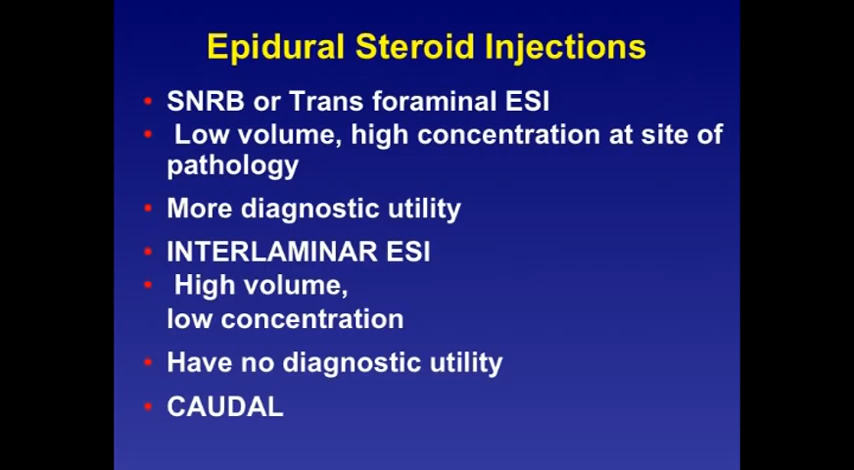 Epidural Steroid Injections
• SNRB or Trans foraminal ESI
• Low volume, high concentration at site of
pathology
• More diagnostic utility
• INTERLAMINAR ESI
• High volume,
low concentration
• Have no diagnostic utility
• CAUDAL